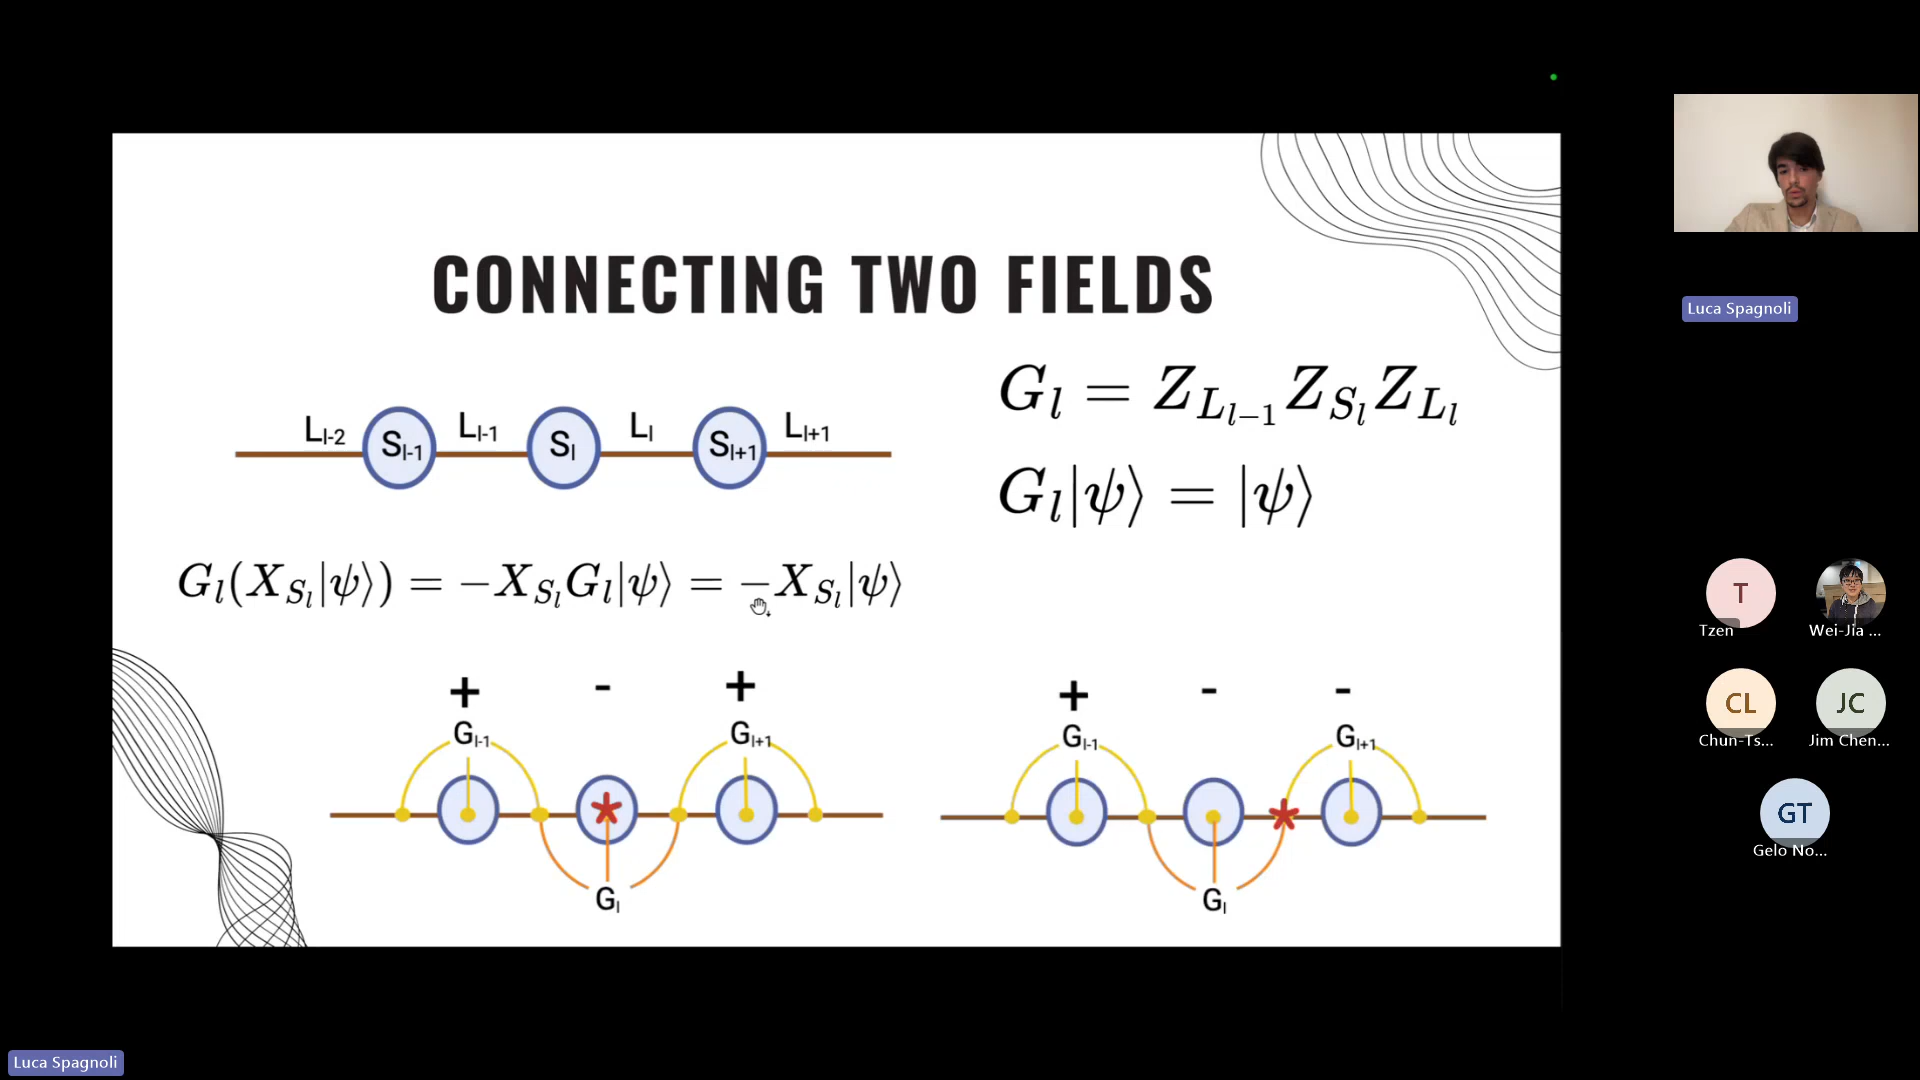 CONNECTING TWO FIELDS
L_{l-2} S_{l-1} L_{l-1} S_l L_l S_{l+1} L_{l+1}
G_l = Z_{L_{l-1}} Z_{S_l} Z_{L_l}
G_l|ψ⟩ = |ψ⟩
G_l(X_{S_l}|ψ⟩) = −X_{S_l}G_l|ψ⟩ = −X_{S_l}|ψ⟩
+ - +
G_{l-1} G_{l+1}
G_l
+ - -
G_{l-1} G_{l+1}
G_l
Luca Spagnoli
T
Tzen
Wei-Jia ...
CL
Chun-Ts...
JC
Jim Chen...
GT
Gelo No...
Luca Spagnoli